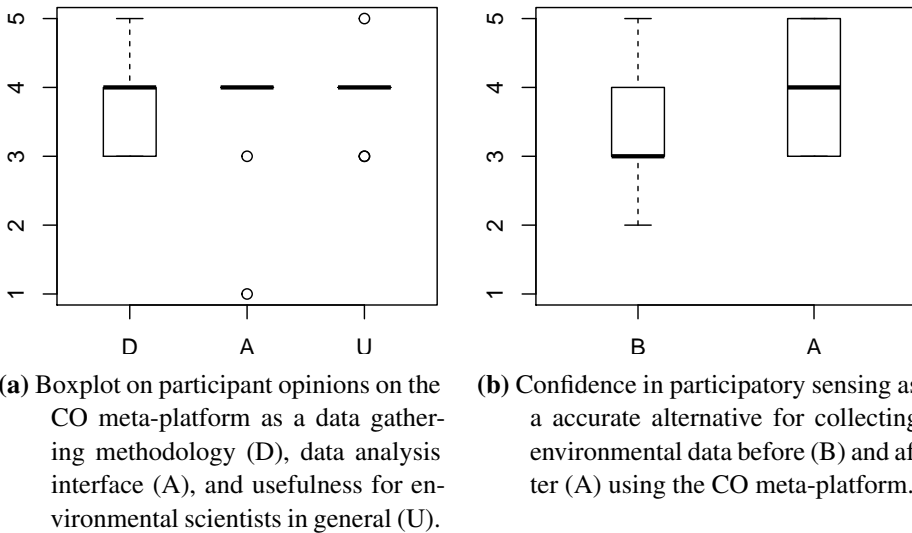 5
4
3
2
1
D A U
5
4
3
2
1
B A
(a) Boxplot on participant opinions on the
CO meta-platform as a data gather-
ing methodology (D), data analysis
interface (A), and usefulness for en-
vironmental scientists in general (U).
(b) Confidence in participatory sensing as
a accurate alternative for collecting
environmental data before (B) and af-
ter (A) using the CO meta-platform.